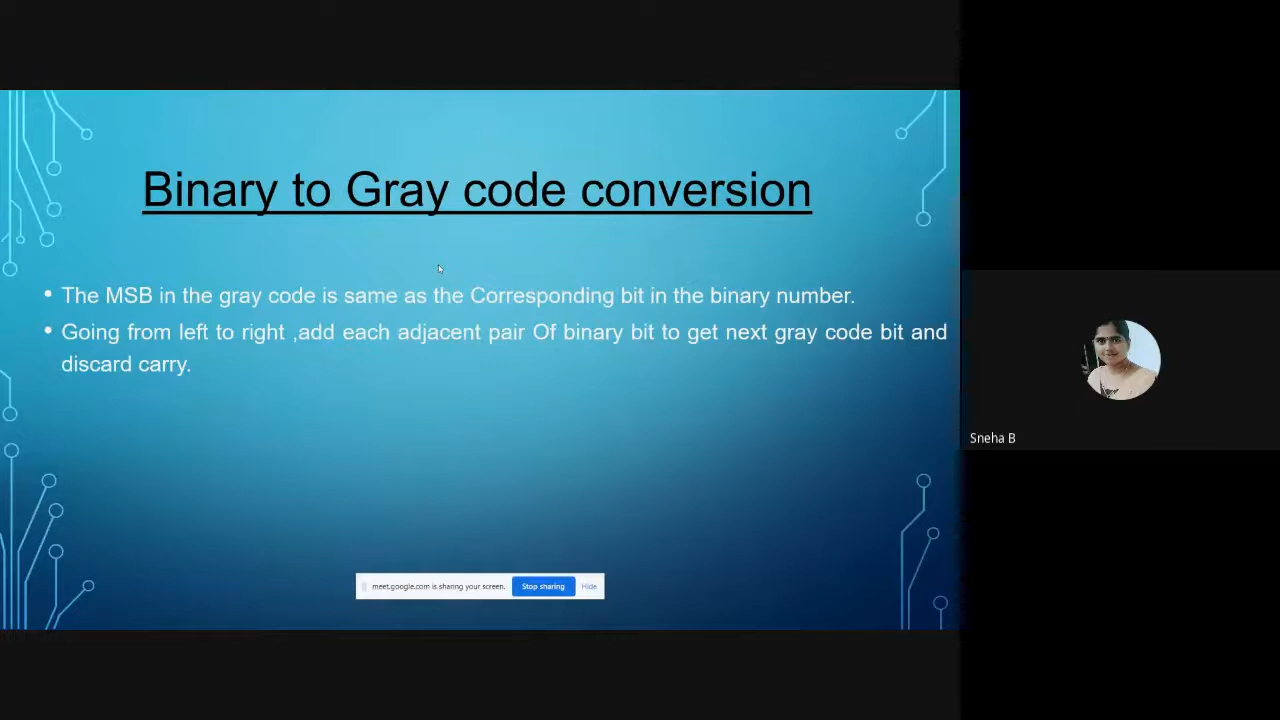 Binary to Gray code conversion
• The MSB in the gray code is same as the Corresponding bit in the binary number.
• Going from left to right ,add each adjacent pair Of binary bit to get next gray code bit and
discard carry.
meet.google.com is sharing your screen. Stop sharing Hide
Sneha B